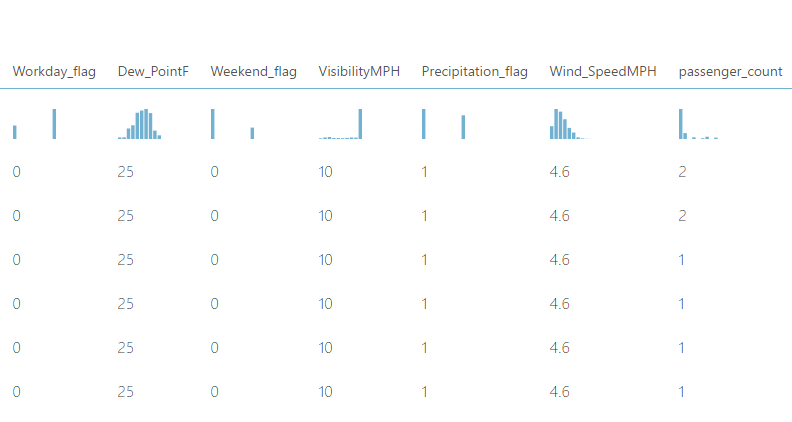 Workday_flag Dew_PointF Weekend_flag VisibilityMPH Precipitation_flag Wind_SpeedMPH passenger_count
0 25 0 10 1 4.6 2
0 25 0 10 1 4.6 2
0 25 0 10 1 4.6 1
0 25 0 10 1 4.6 1
0 25 0 10 1 4.6 1
0 25 0 10 1 4.6 1